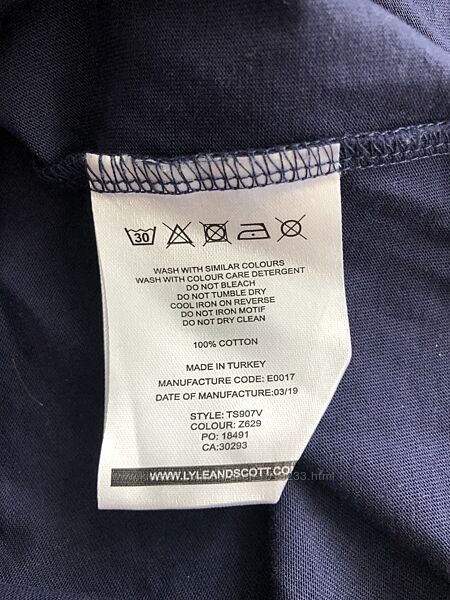 30
WASH WITH SIMILAR COLOURS
WASH WITH COLOUR CARE DETERGENT
DO NOT BLEACH
DO NOT TUMBLE DRY
COOL IRON ON REVERSE
DO NOT IRON MOTIF
DO NOT DRY CLEAN
100% COTTON
MADE IN TURKEY
MANUFACTURE CODE: E0017
DATE OF MANUFACTURE:03/19
STYLE: TS907V
COLOUR: Z629
PO: 18491
CA:30293
WWW.LYLEANDSCOTT.CO